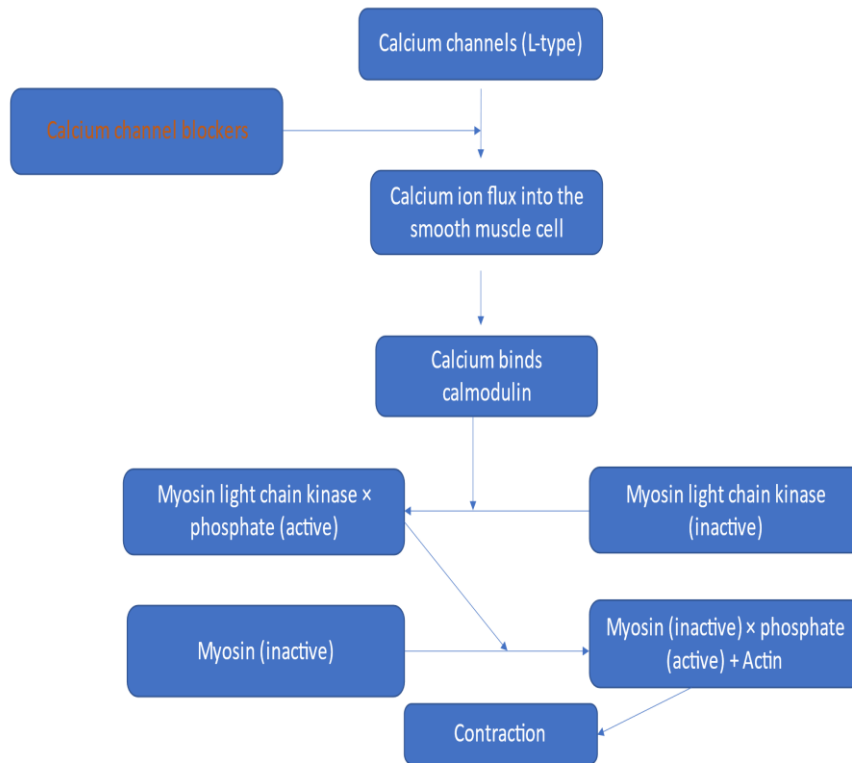 Calcium channels (L-type)
Calcium channel blockers
Calcium ion flux into the
smooth muscle cell
Calcium binds
calmodulin
Myosin light chain kinase ×
phosphate (active)
Myosin light chain kinase
(inactive)
Myosin (inactive)
Myosin (inactive) × phosphate
(active) + Actin
Contraction